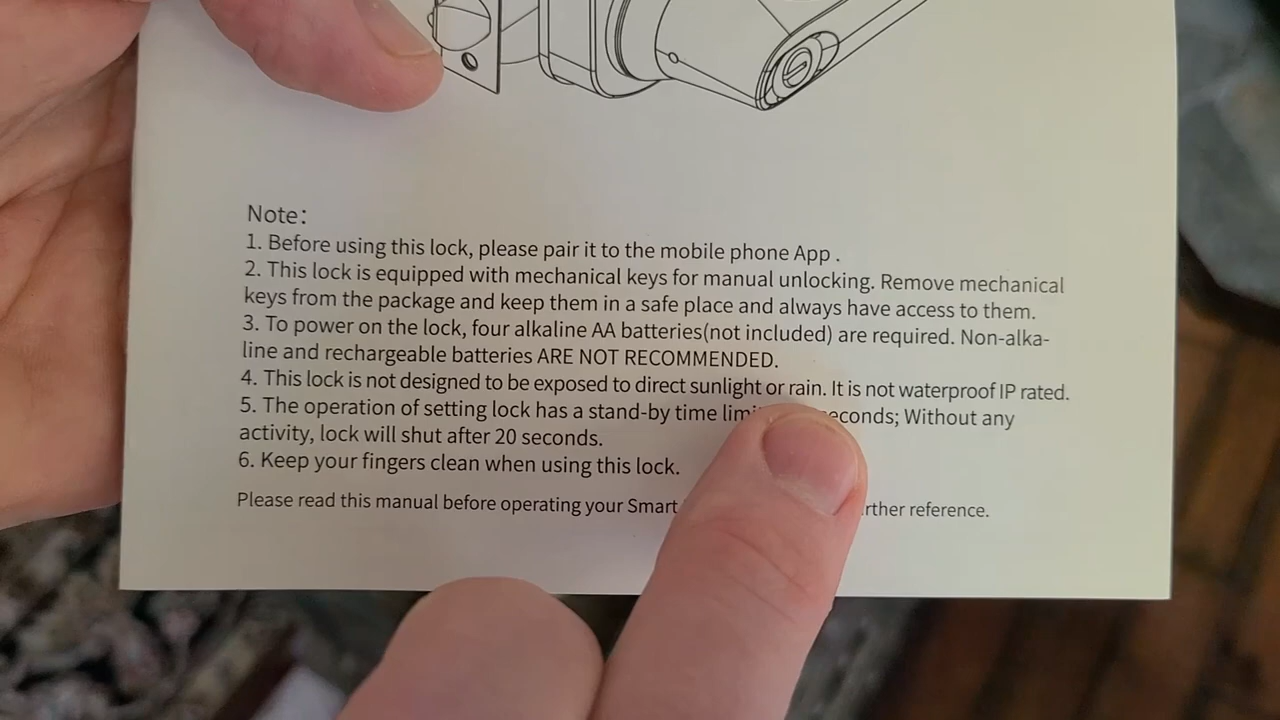 Note:
1. Before using this lock, please pair it to the mobile phone App .
2. This lock is equipped with mechanical keys for manual unlocking. Remove mechanical
keys from the package and keep them in a safe place and always have access to them.
3. To power on the lock, four alkaline AA batteries(not included) are required. Non-alka-
line and rechargeable batteries ARE NOT RECOMMENDED.
4. This lock is not designed to be exposed to direct sunlight or rain. It is not waterproof IP rated.
5. The operation of setting lock has a stand-by time Without any
activity, lock will shut after 20 seconds.
6. Keep your fingers clean when using this lock.
Please read this manual before operating your Smart reference.